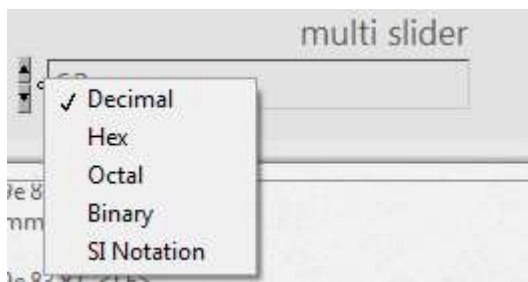 multi slider
Decimal
Hex
Octal
Binary
SI Notation